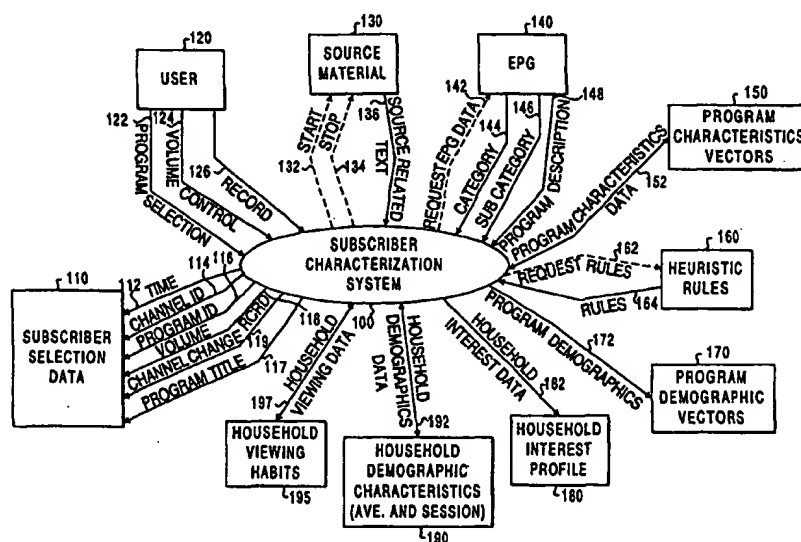 120
USER
130
SOURCE
MATERIAL
140
EPG
150
PROGRAM
CHARACTERISTICS
VECTORS
122
PROGRAM
SELECTION
124
VOLUME
CONTROL
126
RECORD
START
132
STOP
134
136
SOURCE RELATED
TEXT
142
REQUEST EPG DATA
144
CATEGORY
146
SUB CATEGORY
148
PROGRAM DESCRIPTION
PROGRAM CHARACTERISTICS
DATA
152
SUBSCRIBER
CHARACTERIZATION
SYSTEM
100
162
REQUEST RULES
160
HEURISTIC
RULES
RULES
164
110
SUBSCRIBER
SELECTION
DATA
112
TIME
114
CHANNEL ID
116
PROGRAM ID
VOLUME
118
RCRD
CHANNEL CHANGE
119
PROGRAM TITLE
117
HOUSEHOLD
VIEWING DATA
197
HOUSEHOLD
DEMOGRAPHICS
DATA
192
HOUSEHOLD
INTEREST DATA
182
PROGRAM DEMOGRAPHICS
172
170
PROGRAM
DEMOGRAPHIC
VECTORS
HOUSEHOLD
VIEWING
HABITS
195
HOUSEHOLD
DEMOGRAPHIC
CHARACTERISTICS
(AVE. AND SESSION)
190
HOUSEHOLD
INTEREST
PROFILE
180